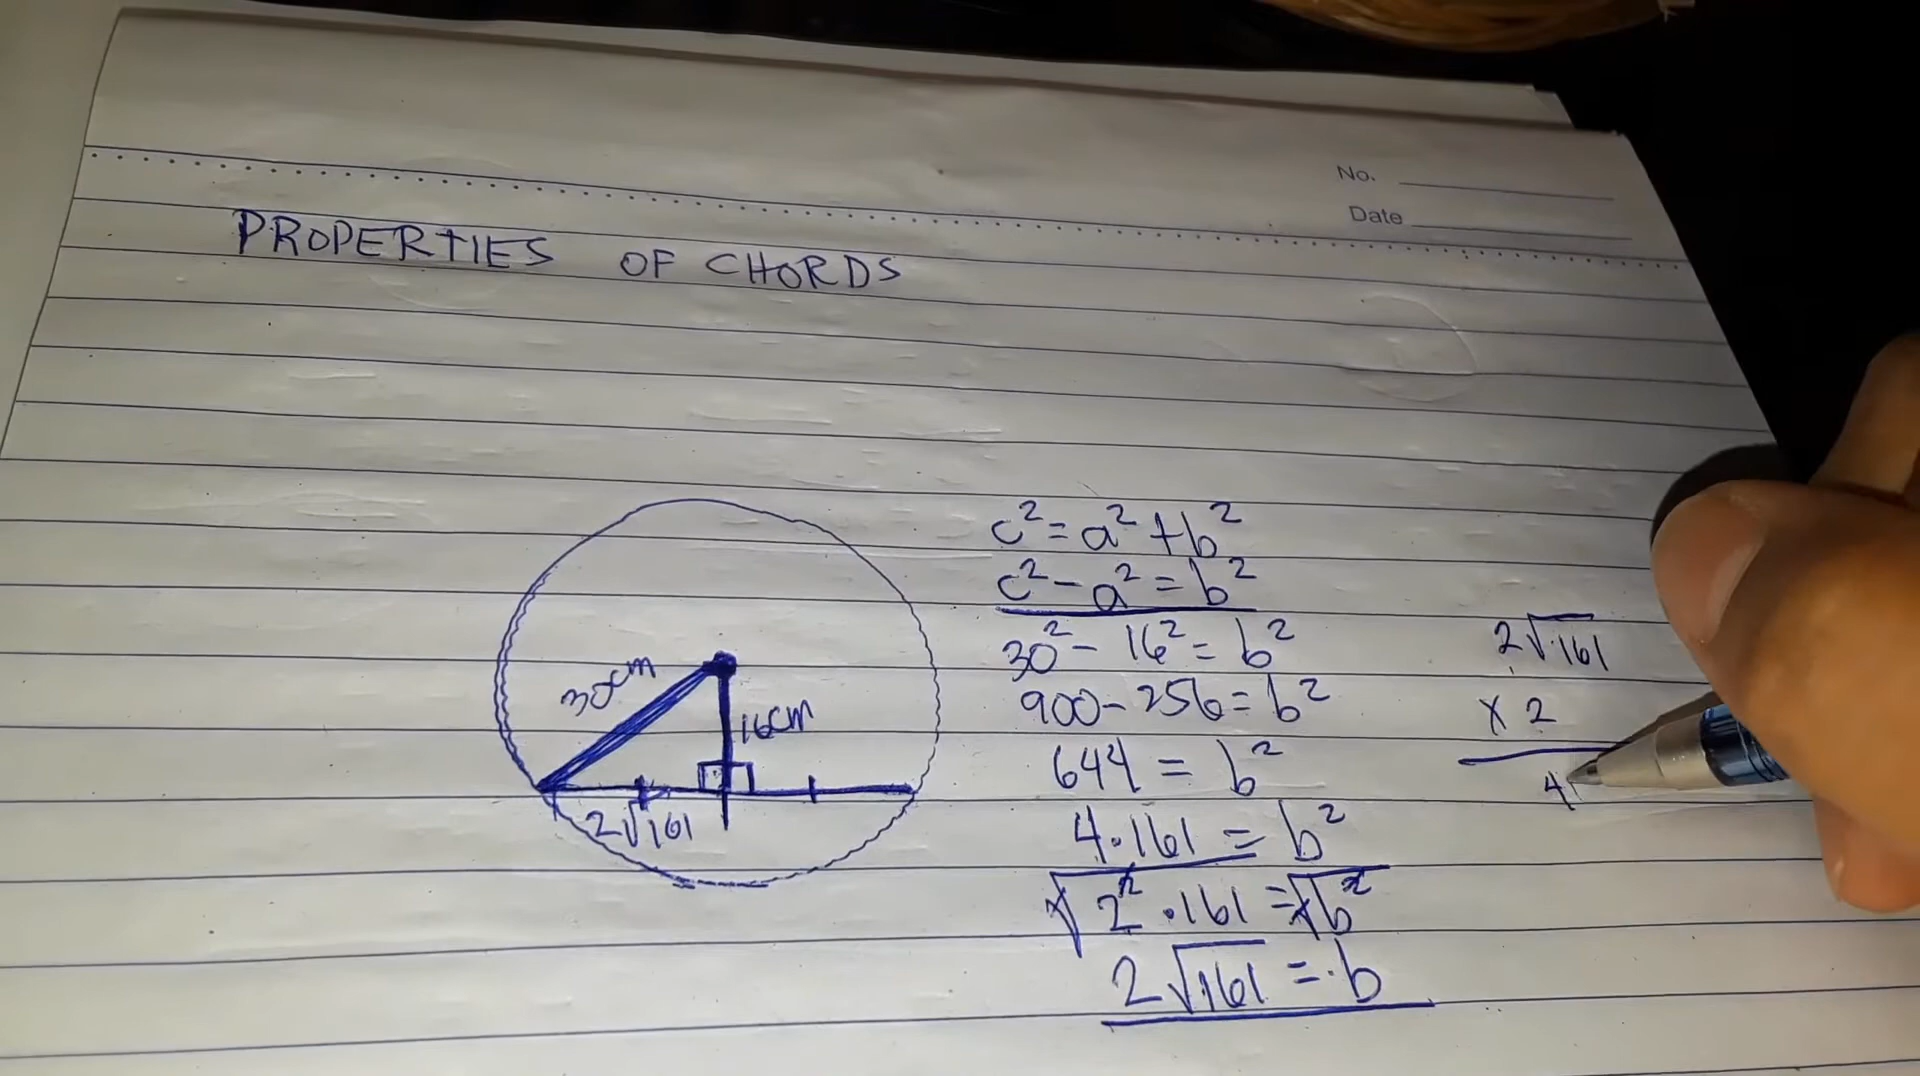 No.
Date
PROPERTIES OF CHORDS
30cm
16cm
2√161
c² = a² + b²
c² - a² = b²
30² - 16² = b²
900 - 256 = b²
644 = b²
4·161 = b²
√2²·161 = √b²
2√161 = b
2√161
x 2
4